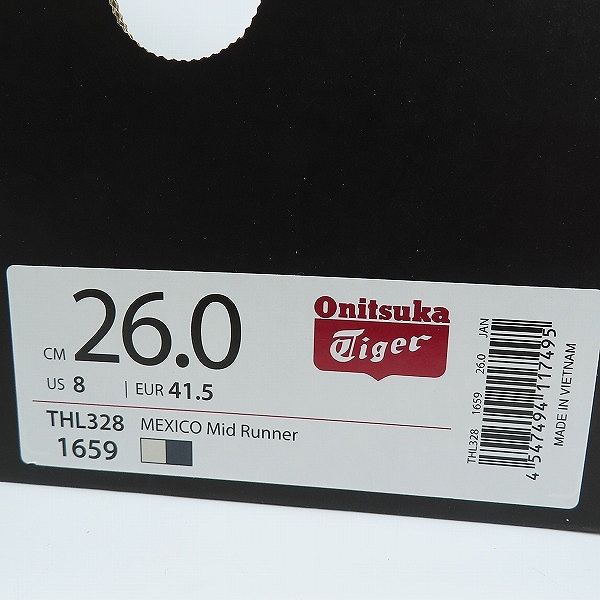 CM 26.0
US 8 | EUR 41.5
THL328 MEXICO Mid Runner
1659
Onitsuka
Tiger
THL328 1659 26.0 JAN
4 547494 117495
MADE IN VIETNAM